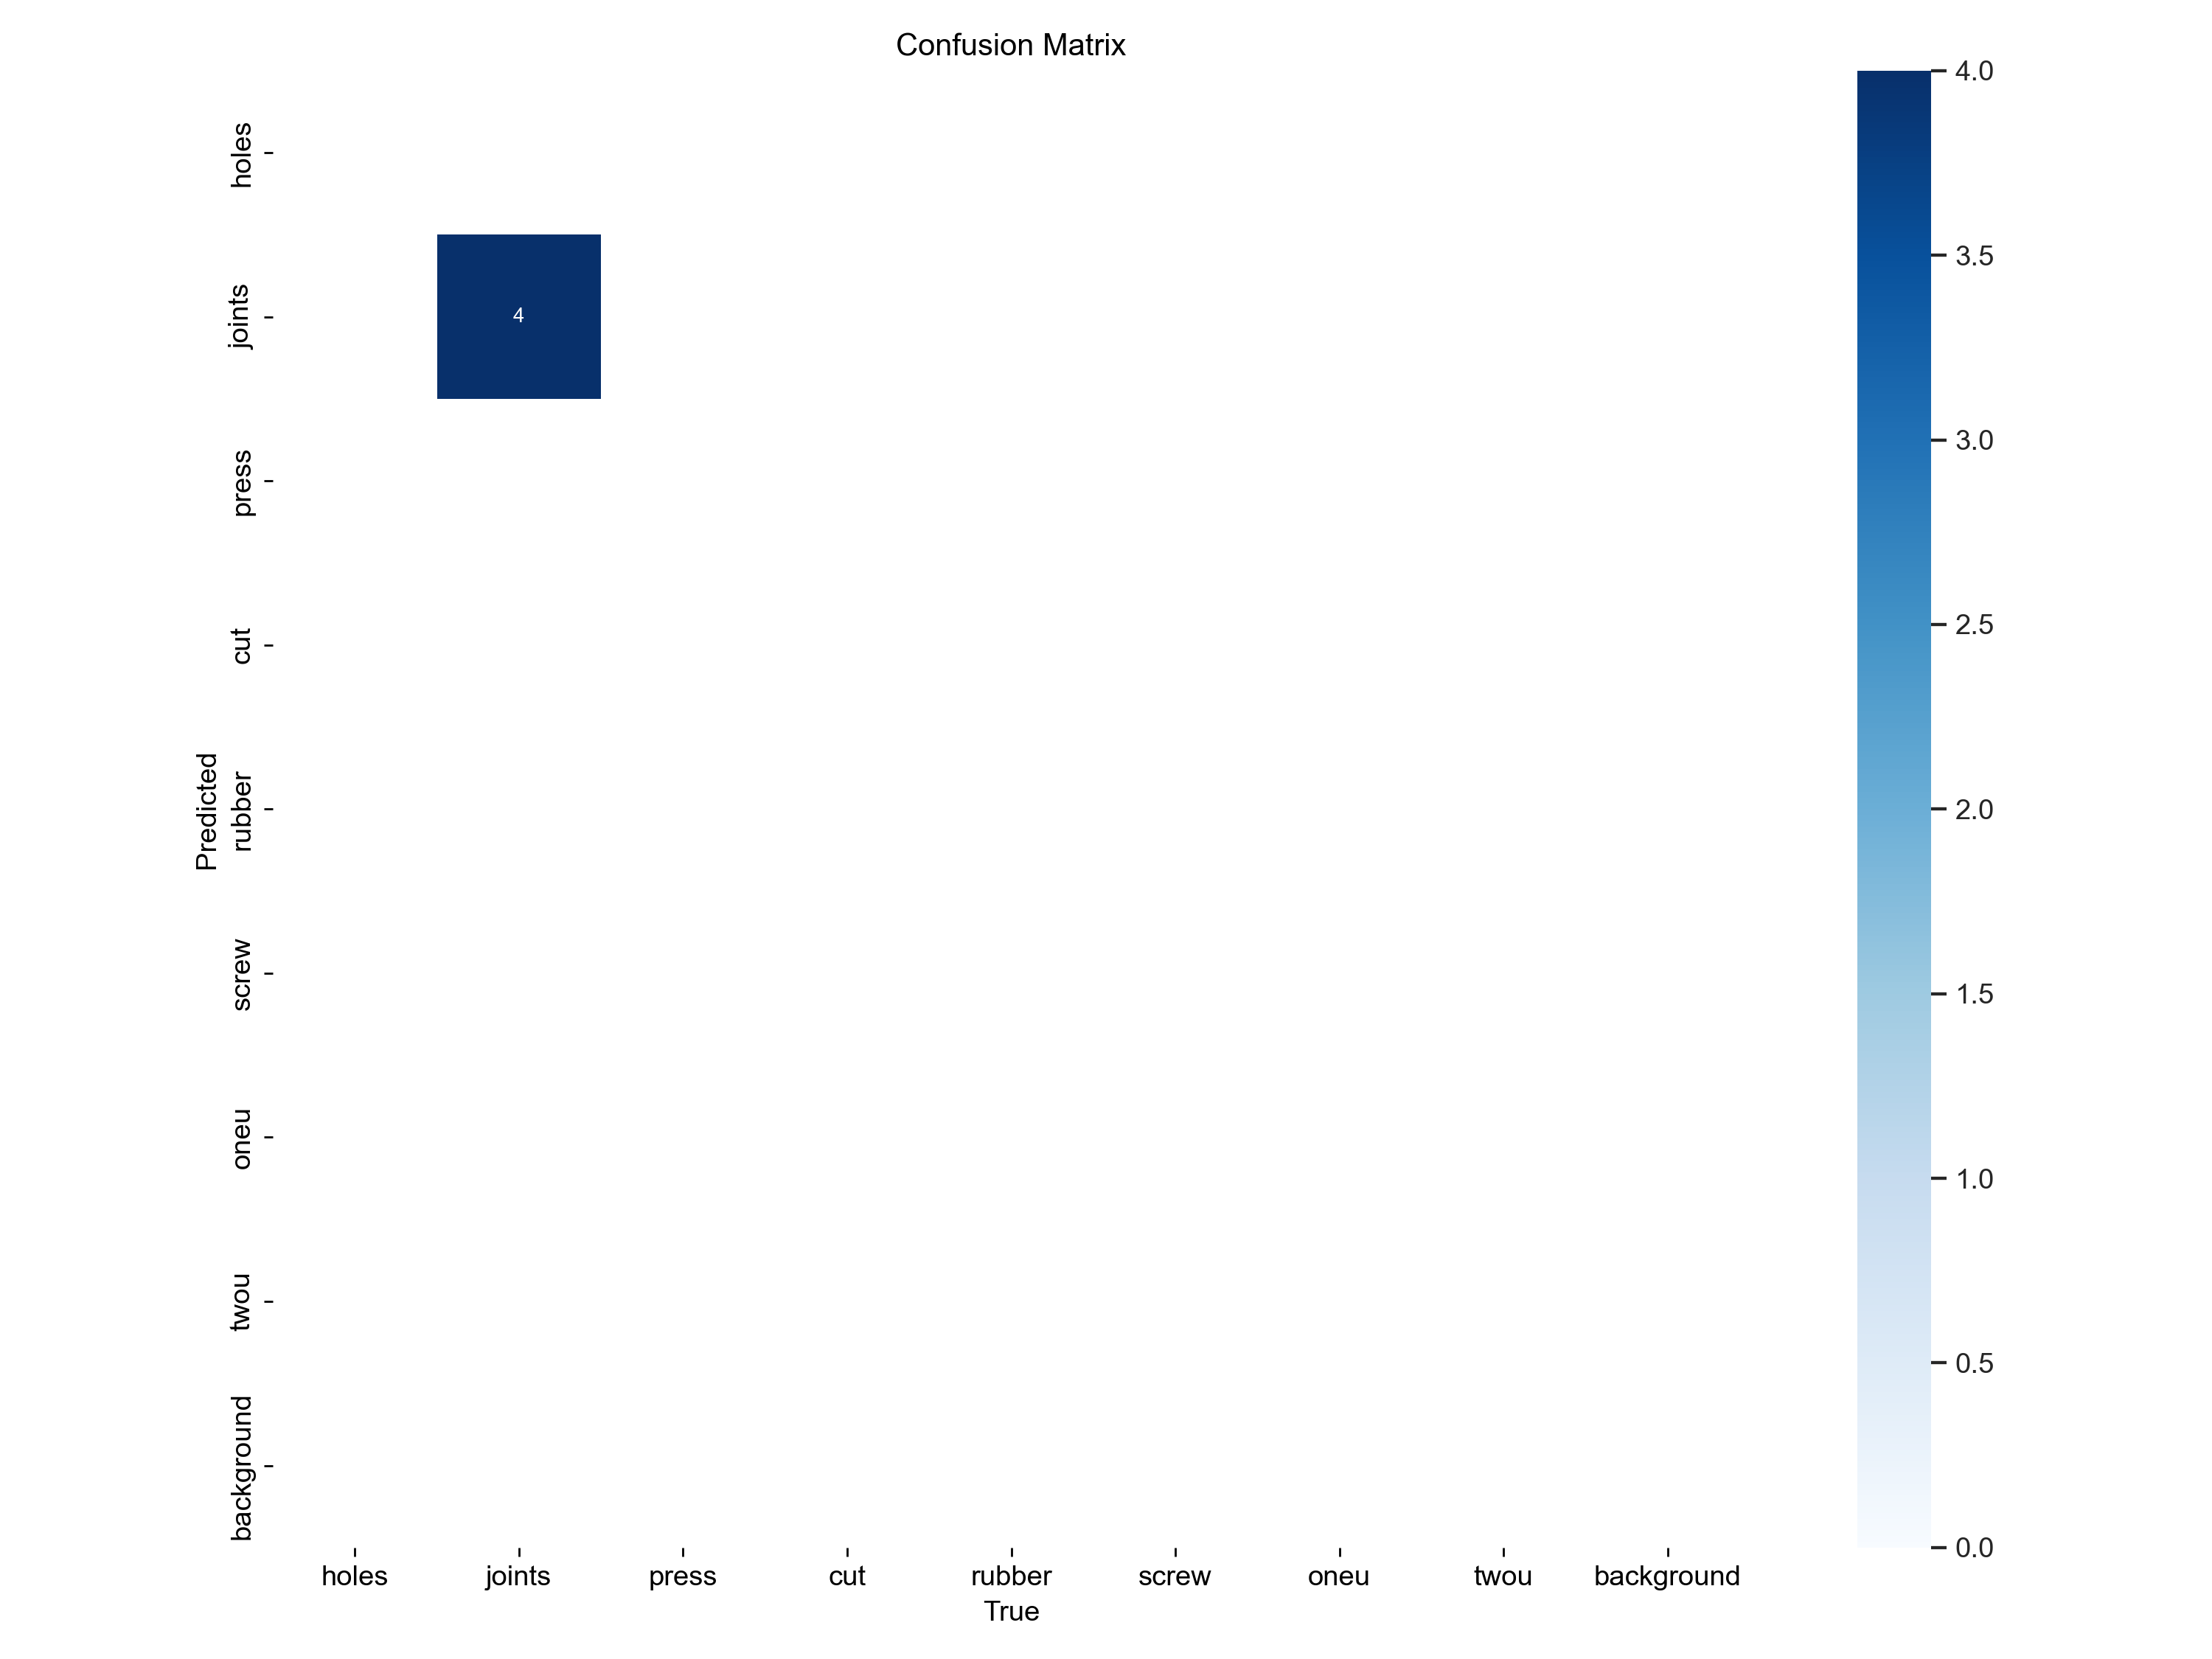 Confusion Matrix
holes
joints
press
cut
rubber
screw
oneu
twou
background
Predicted
4
holes joints press cut rubber screw oneu twou background
True
4.0
3.5
3.0
2.5
2.0
1.5
1.0
0.5
0.0